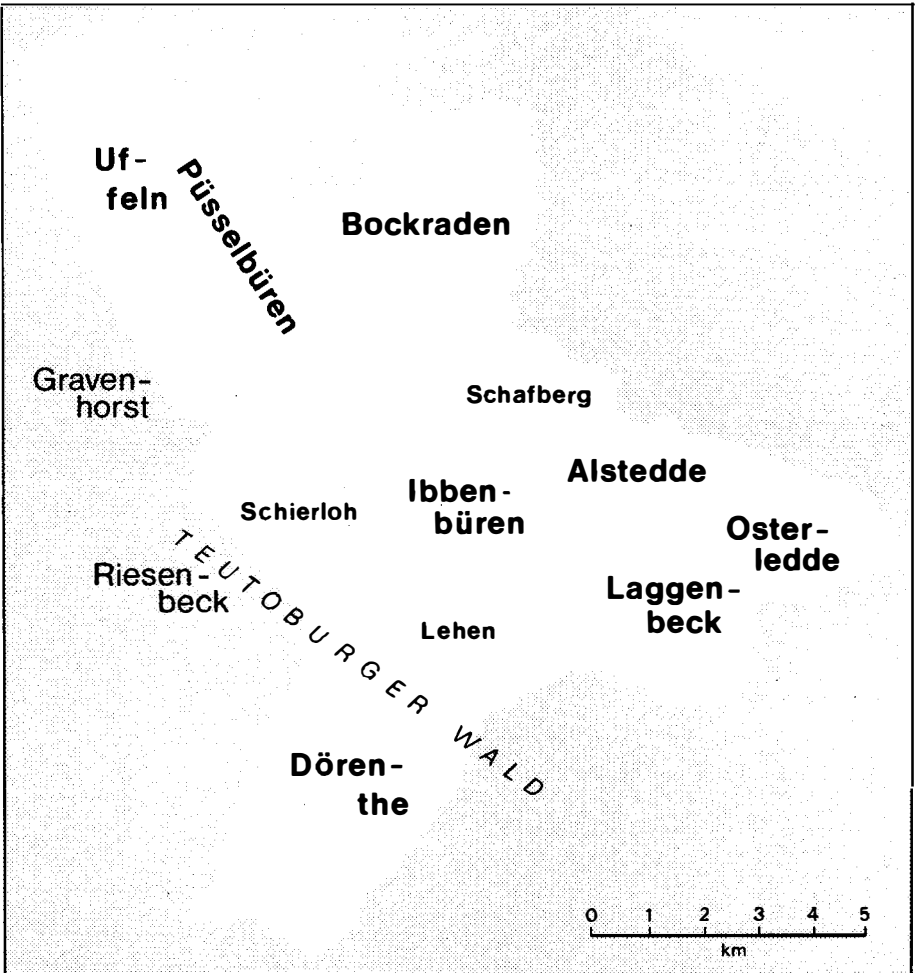 Uf-
feln
Püsselbüren
Bockraden
Graven-
horst
Schafberg
Alstedde
Ibben-
büren
Schierloh
Oster-
ledde
TEUTOBURGER WALD
Riesen-
beck
Laggen-
beck
Lehen
Dören-
the
0 1 2 3 4 5
km